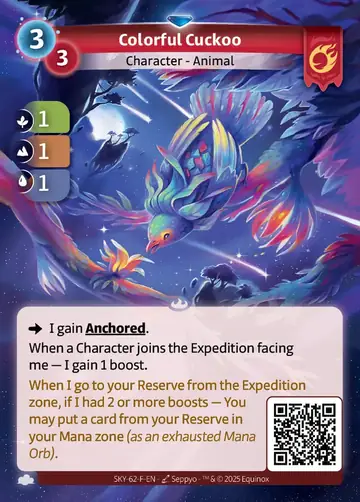 3
3
Colorful Cuckoo
Character - Animal
1
1
1
I gain Anchored.
When a Character joins the Expedition facing
me — I gain 1 boost.
When I go to your Reserve from the Expedition
zone, if I had 2 or more boosts — You
may put a card from your Reserve in
your Mana zone (as an exhausted Mana
Orb).
SKY-62-F-EN - Seppyo - ™ & © 2025 Equinox